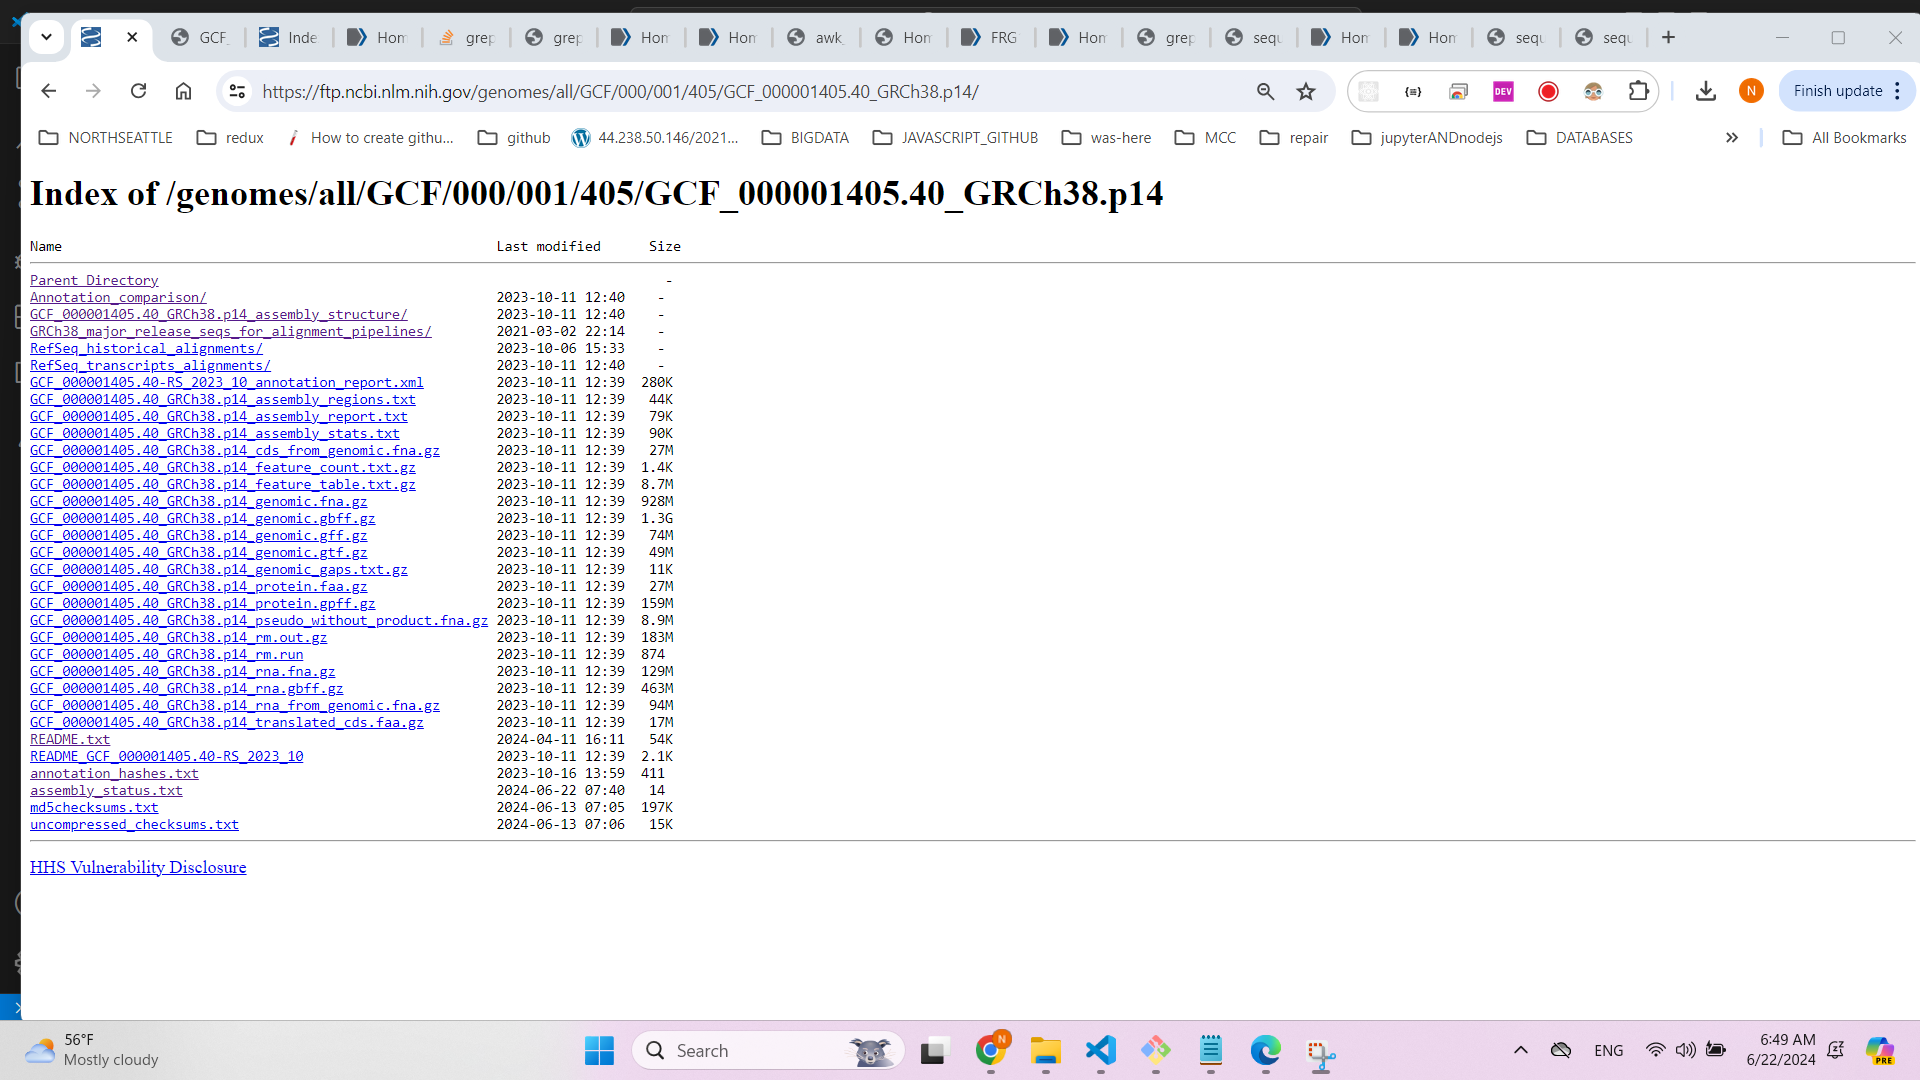 GCF_
Inde
Hom
grep
grep
Hom
Hom
awk_
Hom
FRG
Hom
grep
sequ
Hom
Hom
sequ
sequ
https://ftp.ncbi.nlm.nih.gov/genomes/all/GCF/000/001/405/GCF_000001405.40_GRCh38.p14/
{≡}
DEV
N
Finish update
NORTHSEATTLE
redux
How to create githu...
github
44.238.50.146/2021...
BIGDATA
JAVASCRIPT_GITHUB
was-here
MCC
repair
jupyterANDnodejs
DATABASES
»
All Bookmarks
Index of /genomes/all/GCF/000/001/405/GCF_000001405.40_GRCh38.p14
Name Last modified Size
Parent Directory -
Annotation_comparison/ 2023-10-11 12:40 -
GCF_000001405.40_GRCh38.p14_assembly_structure/ 2023-10-11 12:40 -
GRCh38_major_release_seqs_for_alignment_pipelines/ 2021-03-02 22:14 -
RefSeq_historical_alignments/ 2023-10-06 15:33 -
RefSeq_transcripts_alignments/ 2023-10-11 12:40 -
GCF_000001405.40-RS_2023_10_annotation_report.xml 2023-10-11 12:39 280K
GCF_000001405.40_GRCh38.p14_assembly_regions.txt 2023-10-11 12:39 44K
GCF_000001405.40_GRCh38.p14_assembly_report.txt 2023-10-11 12:39 79K
GCF_000001405.40_GRCh38.p14_assembly_stats.txt 2023-10-11 12:39 90K
GCF_000001405.40_GRCh38.p14_cds_from_genomic.fna.gz 2023-10-11 12:39 27M
GCF_000001405.40_GRCh38.p14_feature_count.txt.gz 2023-10-11 12:39 1.4K
GCF_000001405.40_GRCh38.p14_feature_table.txt.gz 2023-10-11 12:39 8.7M
GCF_000001405.40_GRCh38.p14_genomic.fna.gz 2023-10-11 12:39 928M
GCF_000001405.40_GRCh38.p14_genomic.gbff.gz 2023-10-11 12:39 1.3G
GCF_000001405.40_GRCh38.p14_genomic.gff.gz 2023-10-11 12:39 74M
GCF_000001405.40_GRCh38.p14_genomic.gtf.gz 2023-10-11 12:39 49M
GCF_000001405.40_GRCh38.p14_genomic_gaps.txt.gz 2023-10-11 12:39 11K
GCF_000001405.40_GRCh38.p14_protein.faa.gz 2023-10-11 12:39 27M
GCF_000001405.40_GRCh38.p14_protein.gpff.gz 2023-10-11 12:39 159M
GCF_000001405.40_GRCh38.p14_pseudo_without_product.fna.gz 2023-10-11 12:39 8.9M
GCF_000001405.40_GRCh38.p14_rm.out.gz 2023-10-11 12:39 183M
GCF_000001405.40_GRCh38.p14_rm.run 2023-10-11 12:39 874
GCF_000001405.40_GRCh38.p14_rna.fna.gz 2023-10-11 12:39 129M
GCF_000001405.40_GRCh38.p14_rna.gbff.gz 2023-10-11 12:39 463M
GCF_000001405.40_GRCh38.p14_rna_from_genomic.fna.gz 2023-10-11 12:39 94M
GCF_000001405.40_GRCh38.p14_translated_cds.faa.gz 2023-10-11 12:39 17M
README.txt 2024-04-11 16:11 54K
README_GCF_000001405.40-RS_2023_10 2023-10-11 12:39 2.1K
annotation_hashes.txt 2023-10-16 13:59 411
assembly_status.txt 2024-06-22 07:40 14
md5checksums.txt 2024-06-13 07:05 197K
uncompressed_checksums.txt 2024-06-13 07:06 15K
HHS Vulnerability Disclosure
56°F
Mostly cloudy
Search
N
ENG
6:49 AM
6/22/2024
PRE